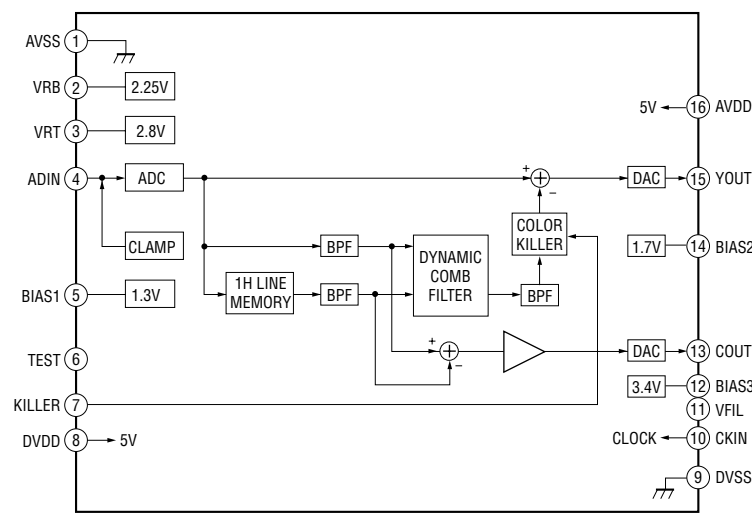 AVSS 1
VRB 2 2.25V
VRT 3 2.8V
ADIN 4 ADC
CLAMP
BIAS1 5 1.3V
TEST 6
KILLER 7
DVDD 8 5V
1H LINE
MEMORY
BPF
BPF
DYNAMIC
COMB
FILTER
BPF
COLOR
KILLER
+
−
+
−
DAC
DAC
5V 16 AVDD
15 YOUT
1.7V 14 BIAS2
13 COUT
3.4V 12 BIAS3
11 VFIL
CLOCK 10 CKIN
9 DVSS